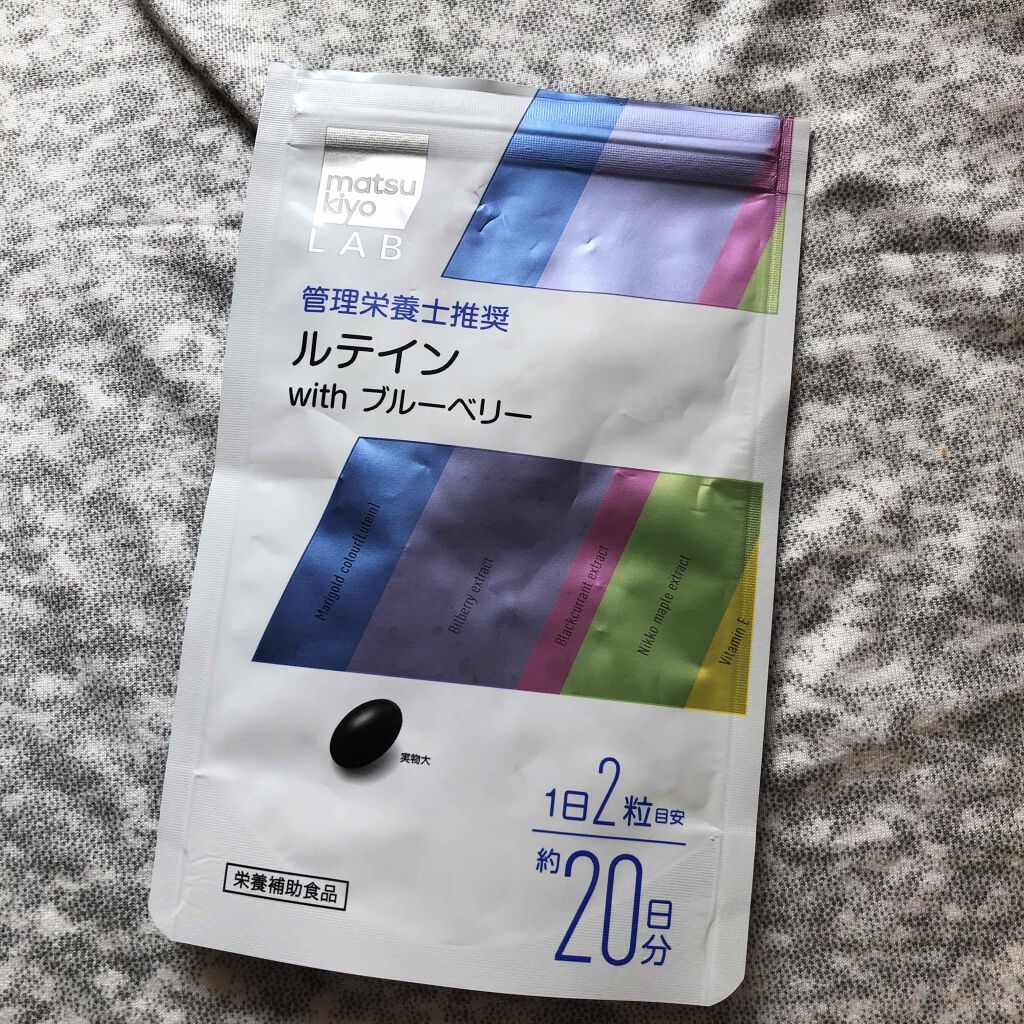 matsu
kiyo
LAB
管理栄養士推奨
ルテイン
with ブルーベリー
Marigold colour(Lutein)
Bilberry extract
Blackcurrant extract
Nikko maple extract
Vitamin E
実物大
1日2粒目安
約20日分
栄養補助食品